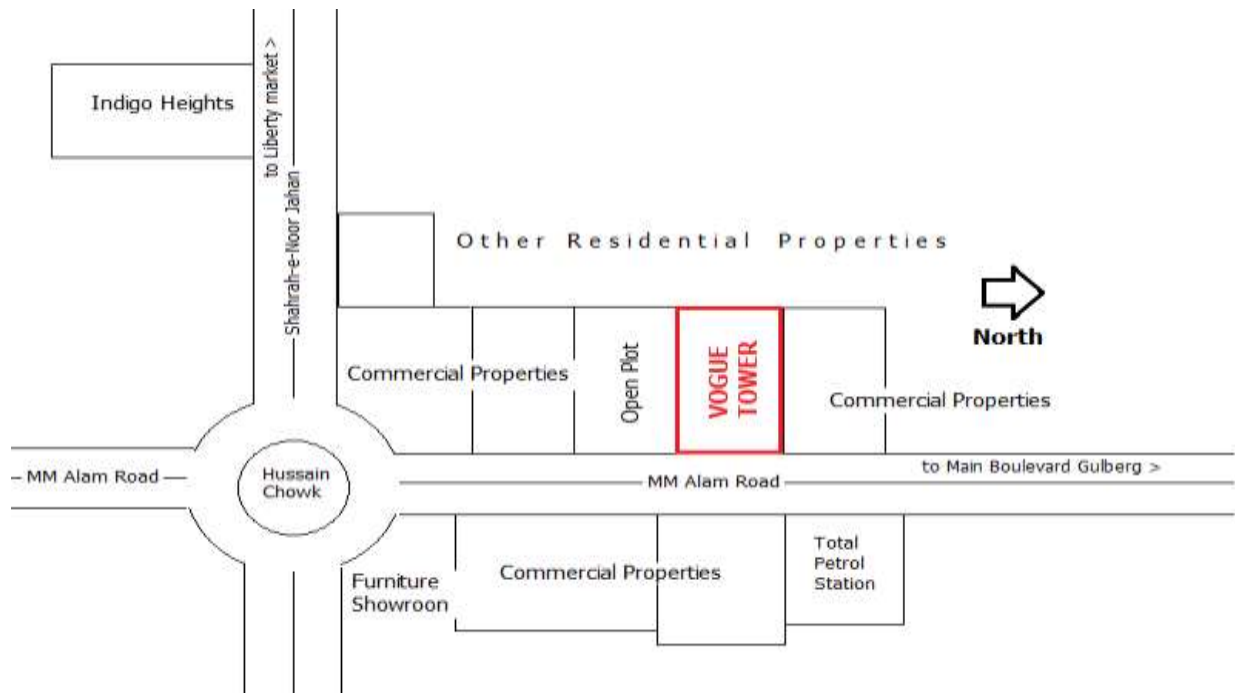 to Liberty market >
Indigo Heights
Shahrah-e-Noor Jahan
Other Residential Properties
North
Commercial Properties
Open Plot
VOGUE
TOWER
Commercial Properties
MM Alam Road
Hussain
Chowk
MM Alam Road
to Main Boulevard Gulberg >
Furniture
Showroon
Commercial Properties
Total
Petrol
Station